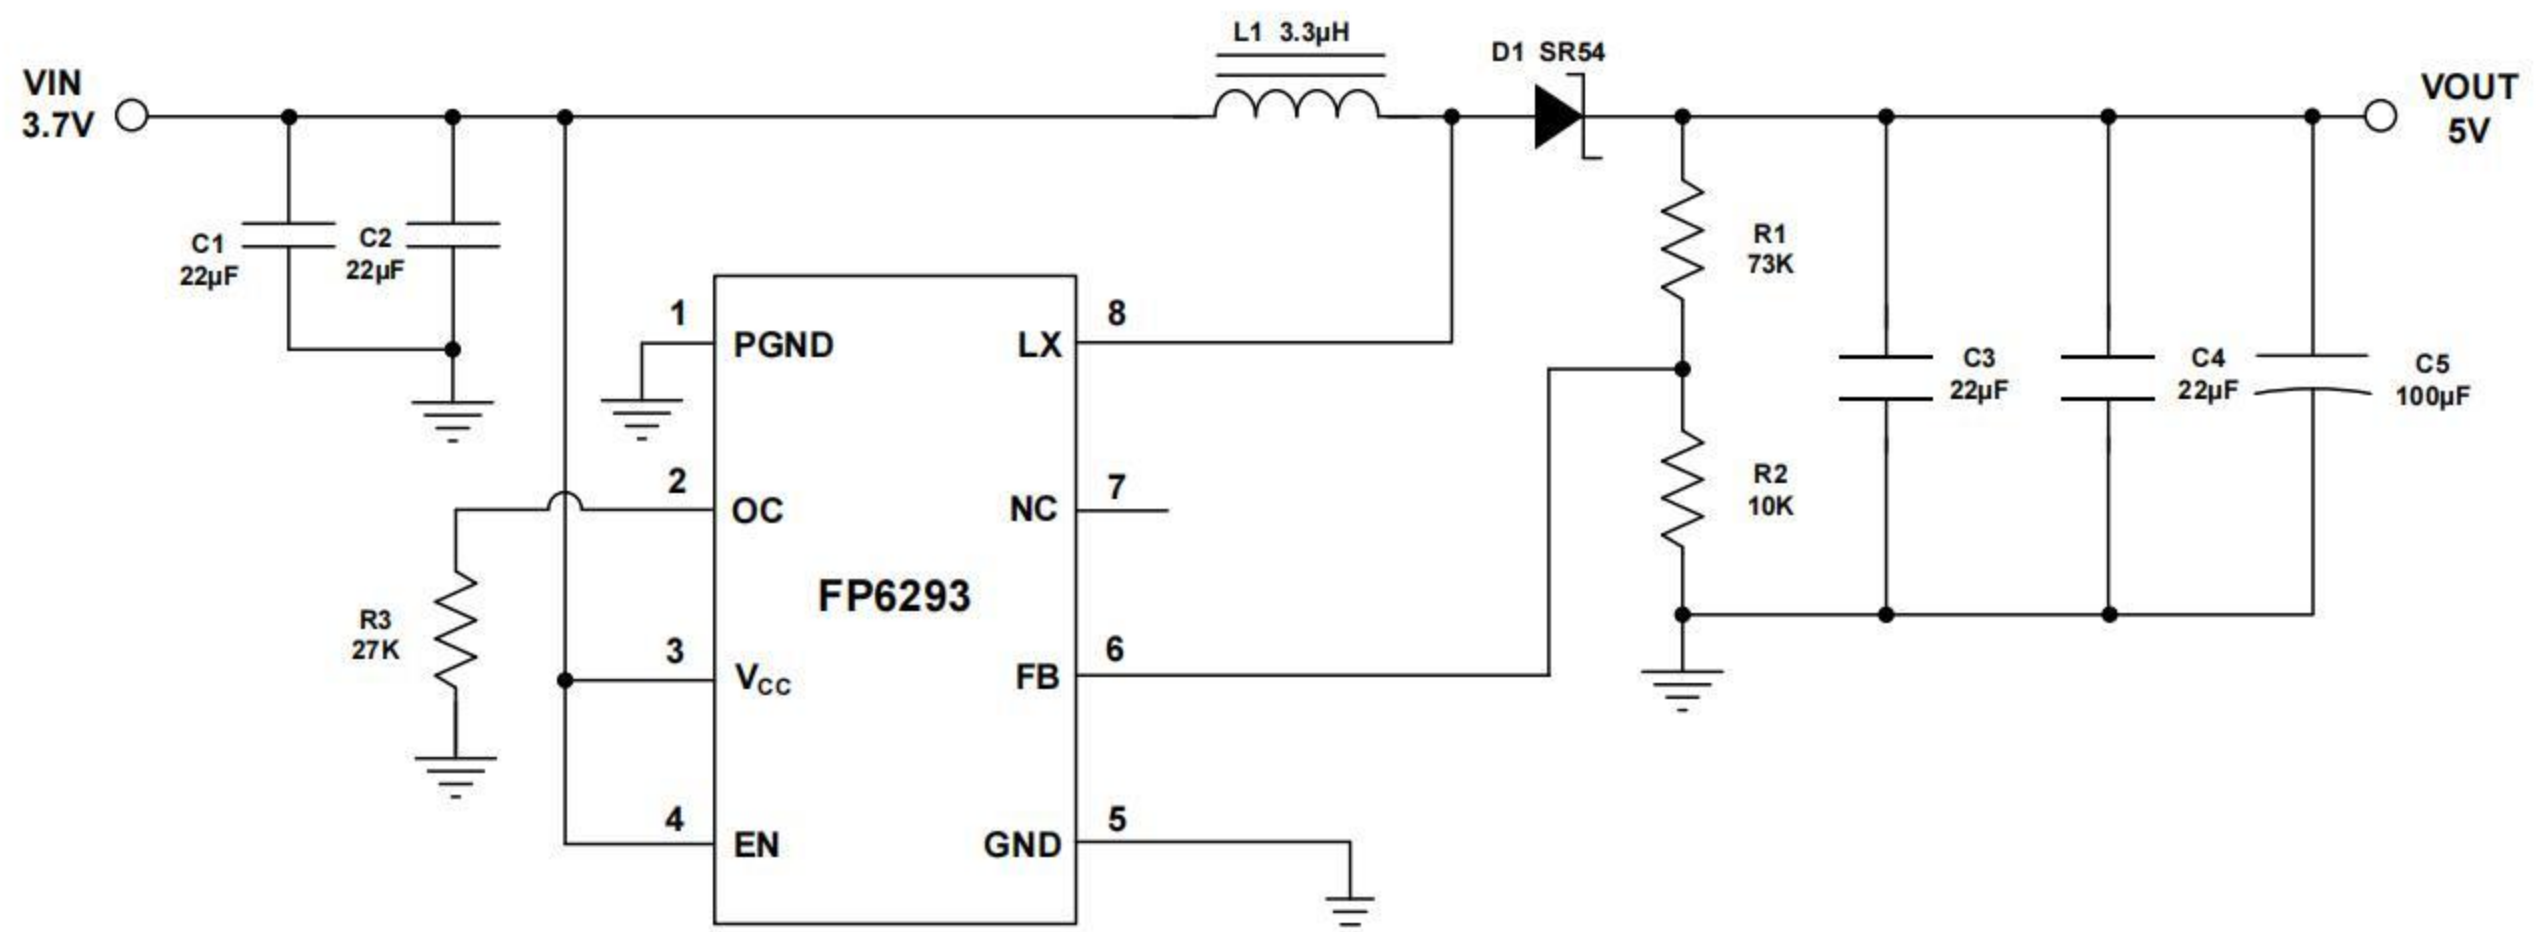 L1 3.3μH
D1 SR54
VIN
3.7V
VOUT
5V
C1
22μF
C2
22μF
R1
73K
1
PGND
LX
8
C3
22μF
C4
22μF
C5
100μF
2
OC
NC
7
R2
10K
FP6293
R3
27K
3
VCC
FB
6
4
EN
GND
5